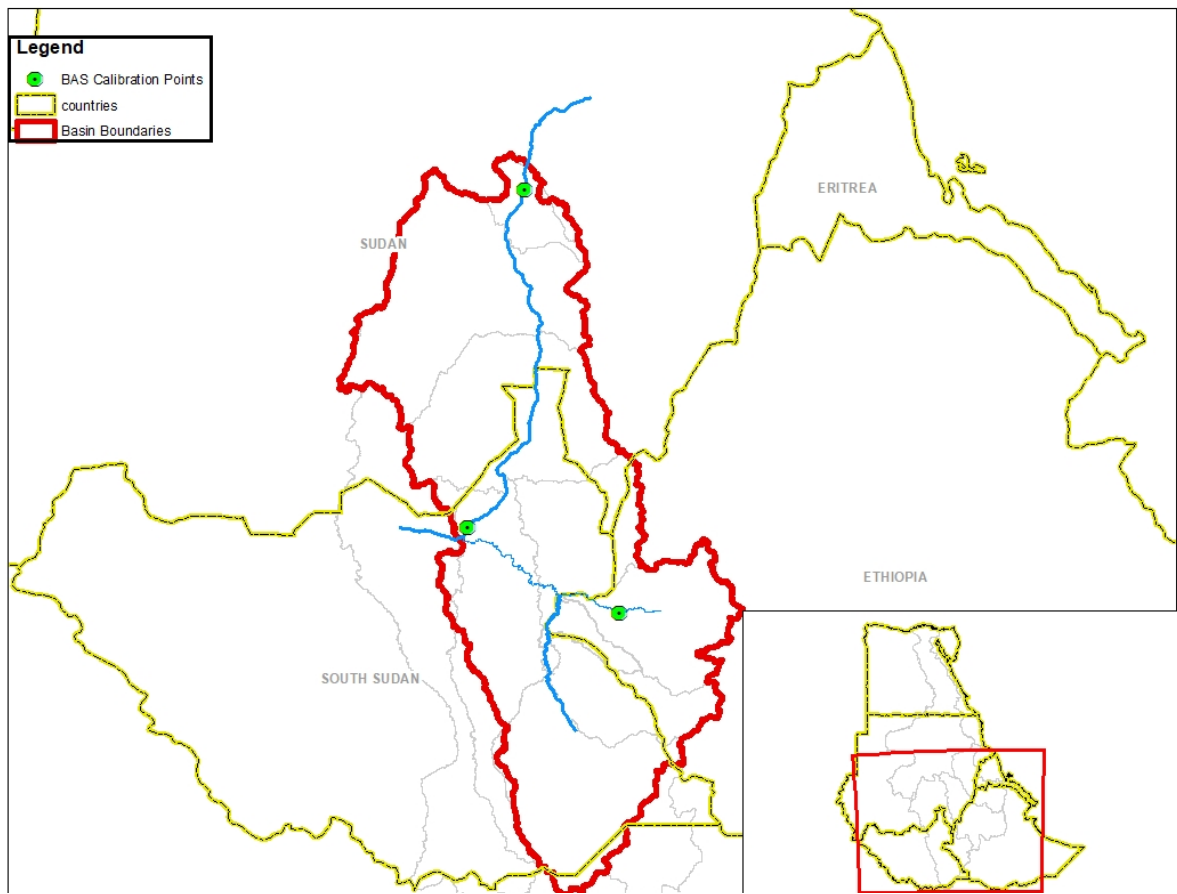 Legend
BAS Calibration Points
countries
Basin Boundaries
ERITREA
SUDAN
ETHIOPIA
SOUTH SUDAN